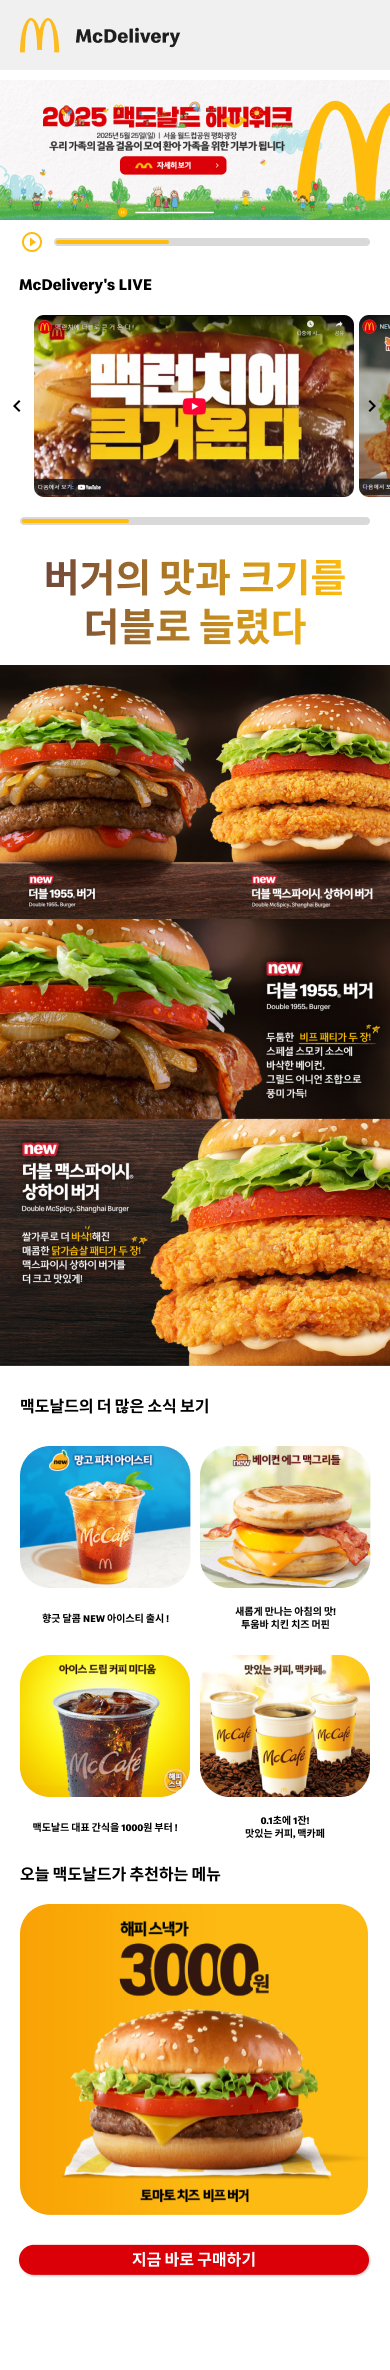 McDelivery
2025 맥도날드 해피워크
2025년 5월 25일(일) | 서울 월드컵공원 평화광장
우리 가족의 걸음 걸음이 모여 환아 가족을 위한 기부가 됩니다
자세히 보기
McDelivery's LIVE
맥런치에
큰거온다
다음에서 보기: YouTube
버거의 맛과 크기를
더블로 늘렸다
new
더블 1955® 버거
Double 1955® Burger
new
더블 맥스파이시® 상하이 버거
Double McSpicy® Shanghai Burger
new
더블 1955® 버거
Double 1955® Burger
두툼한 비프 패티가 두 장!
스페셜 스모키 소스에
바삭한 베이컨,
그릴드 어니언 조합으로
풍미 가득!
new
더블 맥스파이시®
상하이 버거
Double McSpicy® Shanghai Burger
쌀가루로 더 바삭!해진
매콤한 닭가슴살 패티가 두 장!
맥스파이시 상하이 버거를
더 크고 맛있게!
맥도날드의 더 많은 소식 보기
new 망고 피치 아이스티
McCafé
향긋 달콤 NEW 아이스티 출시 !
new 베이컨 에그 맥그리들
새롭게 만나는 아침의 맛!
투움바 치킨 치즈 머핀
아이스 드립 커피 미디움
McCafé
해피
스낵
맥도날드 대표 간식을 1000원 부터 !
맛있는 커피, 맥카페®
McCafé
McCafé
McCafé
0.1초에 1잔!
맛있는 커피, 맥카페
오늘 맥도날드가 추천하는 메뉴
해피 스낵가
3000원
토마토 치즈 비프 버거
지금 바로 구매하기